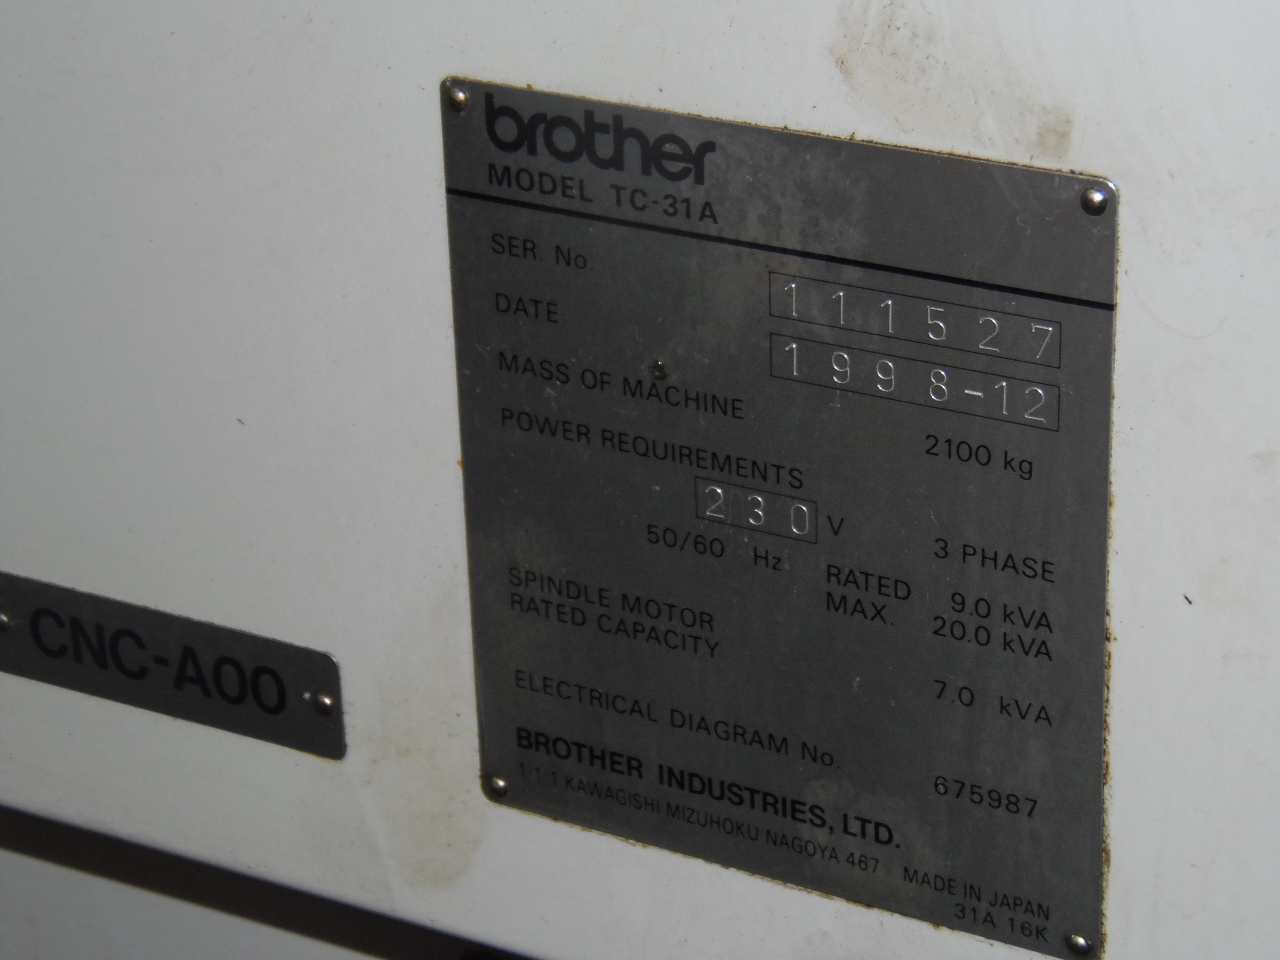 brother
MODEL TC-31A
SER. No. 111527
DATE 1998-12
MASS OF MACHINE 2100 kg
POWER REQUIREMENTS
230 V 3 PHASE
50/60 Hz RATED 9.0 kVA
MAX. 20.0 kVA
SPINDLE MOTOR
RATED CAPACITY 7.0 kVA
ELECTRICAL DIAGRAM No. 675987
BROTHER INDUSTRIES, LTD.
1-1-1 KAWAGISHI MIZUHOKU NAGOYA 467 MADE IN JAPAN
31A 16K
CNC-A00